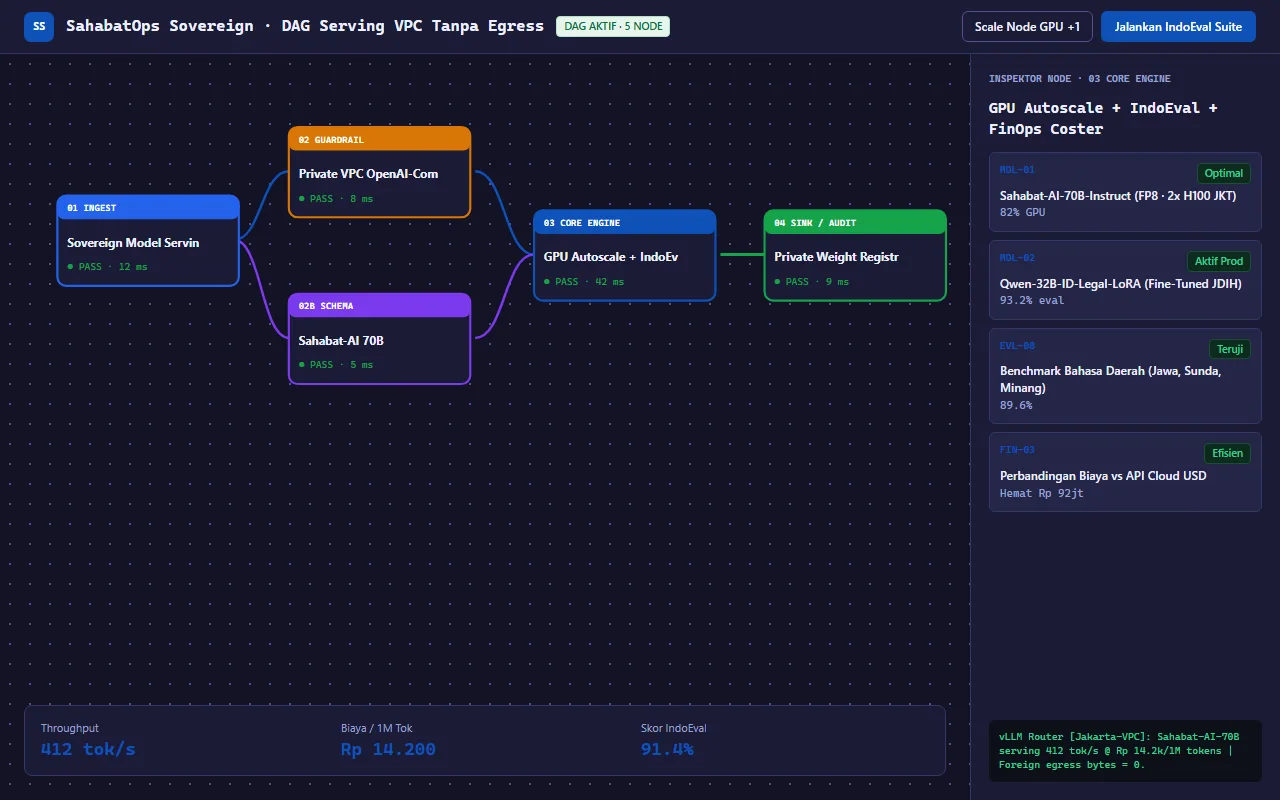 SS
SahabatOps Sovereign · DAG Serving VPC Tanpa Egress
DAG AKTIF · 5 NODE
Scale Node GPU +1
Jalankan IndoEval Suite
01 INGEST
Sovereign Model Servin
● PASS · 12 ms
02 GUARDRAIL
Private VPC OpenAI-Com
● PASS · 8 ms
02B SCHEMA
Sahabat-AI 70B
● PASS · 5 ms
03 CORE ENGINE
GPU Autoscale + IndoEv
● PASS · 42 ms
04 SINK / AUDIT
Private Weight Registr
● PASS · 9 ms
Throughput
412 tok/s
Biaya / 1M Tok
Rp 14.200
Skor IndoEval
91.4%
INSPEKTOR NODE · 03 CORE ENGINE
GPU Autoscale + IndoEval +
FinOps Coster
MDL-01
Optimal
Sahabat-AI-70B-Instruct (FP8 · 2x H100 JKT)
82% GPU
MDL-02
Aktif Prod
Qwen-32B-ID-Legal-LoRA (Fine-Tuned JDIH)
93.2% eval
EVL-08
Teruji
Benchmark Bahasa Daerah (Jawa, Sunda,
Minang)
89.6%
FIN-03
Efisien
Perbandingan Biaya vs API Cloud USD
Hemat Rp 92jt
vLLM Router [Jakarta-VPC]: Sahabat-AI-70B
serving 412 tok/s @ Rp 14.2k/1M tokens |
Foreign egress bytes = 0.